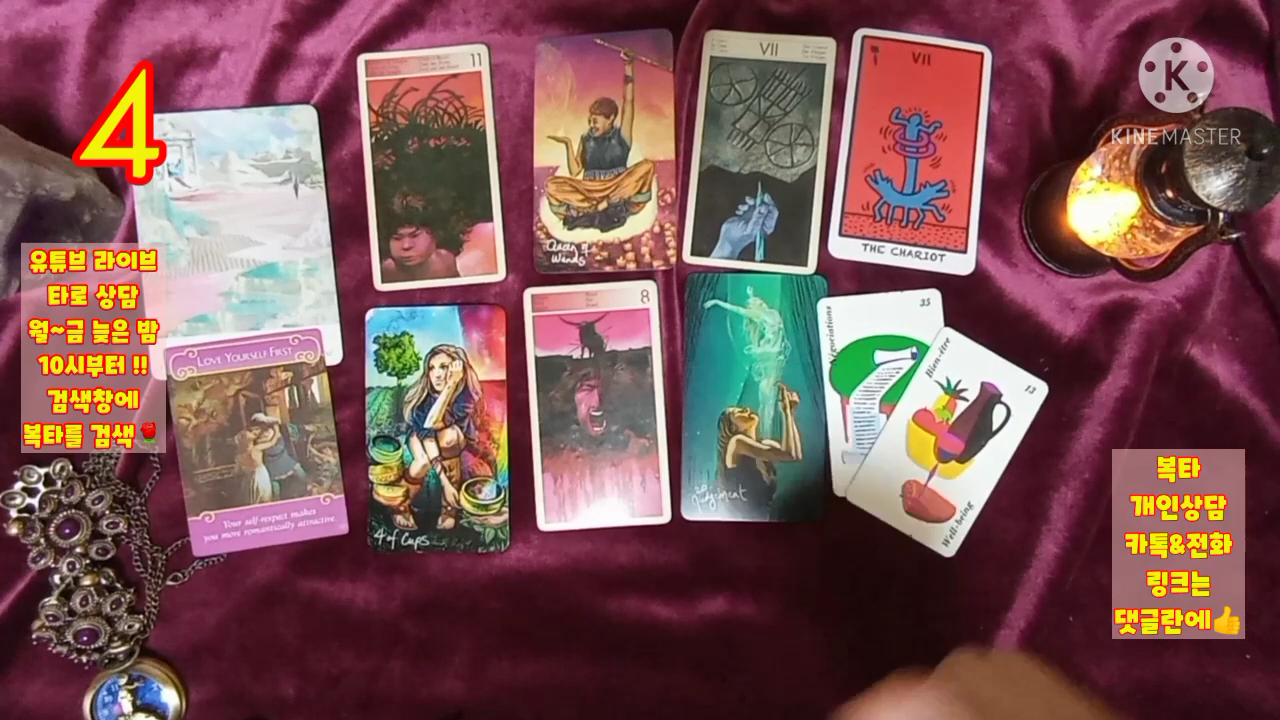 4
유튜브 라이브
타로 상담
월~금 늦은 밤
10시부터 !!
검색창에
복타를 검색🌹
LOVE YOURSELF FIRST
Your self-respect makes
you more romantically attractive.
11
Queen of
Wands
VII
VII
THE CHARIOT
KINEMASTER
4 of Cups
8
20
Judgement
35
Négociations
13
Bien-être
Well-being
복타
개인상담
카톡&전화
링크는
댓글란에👍